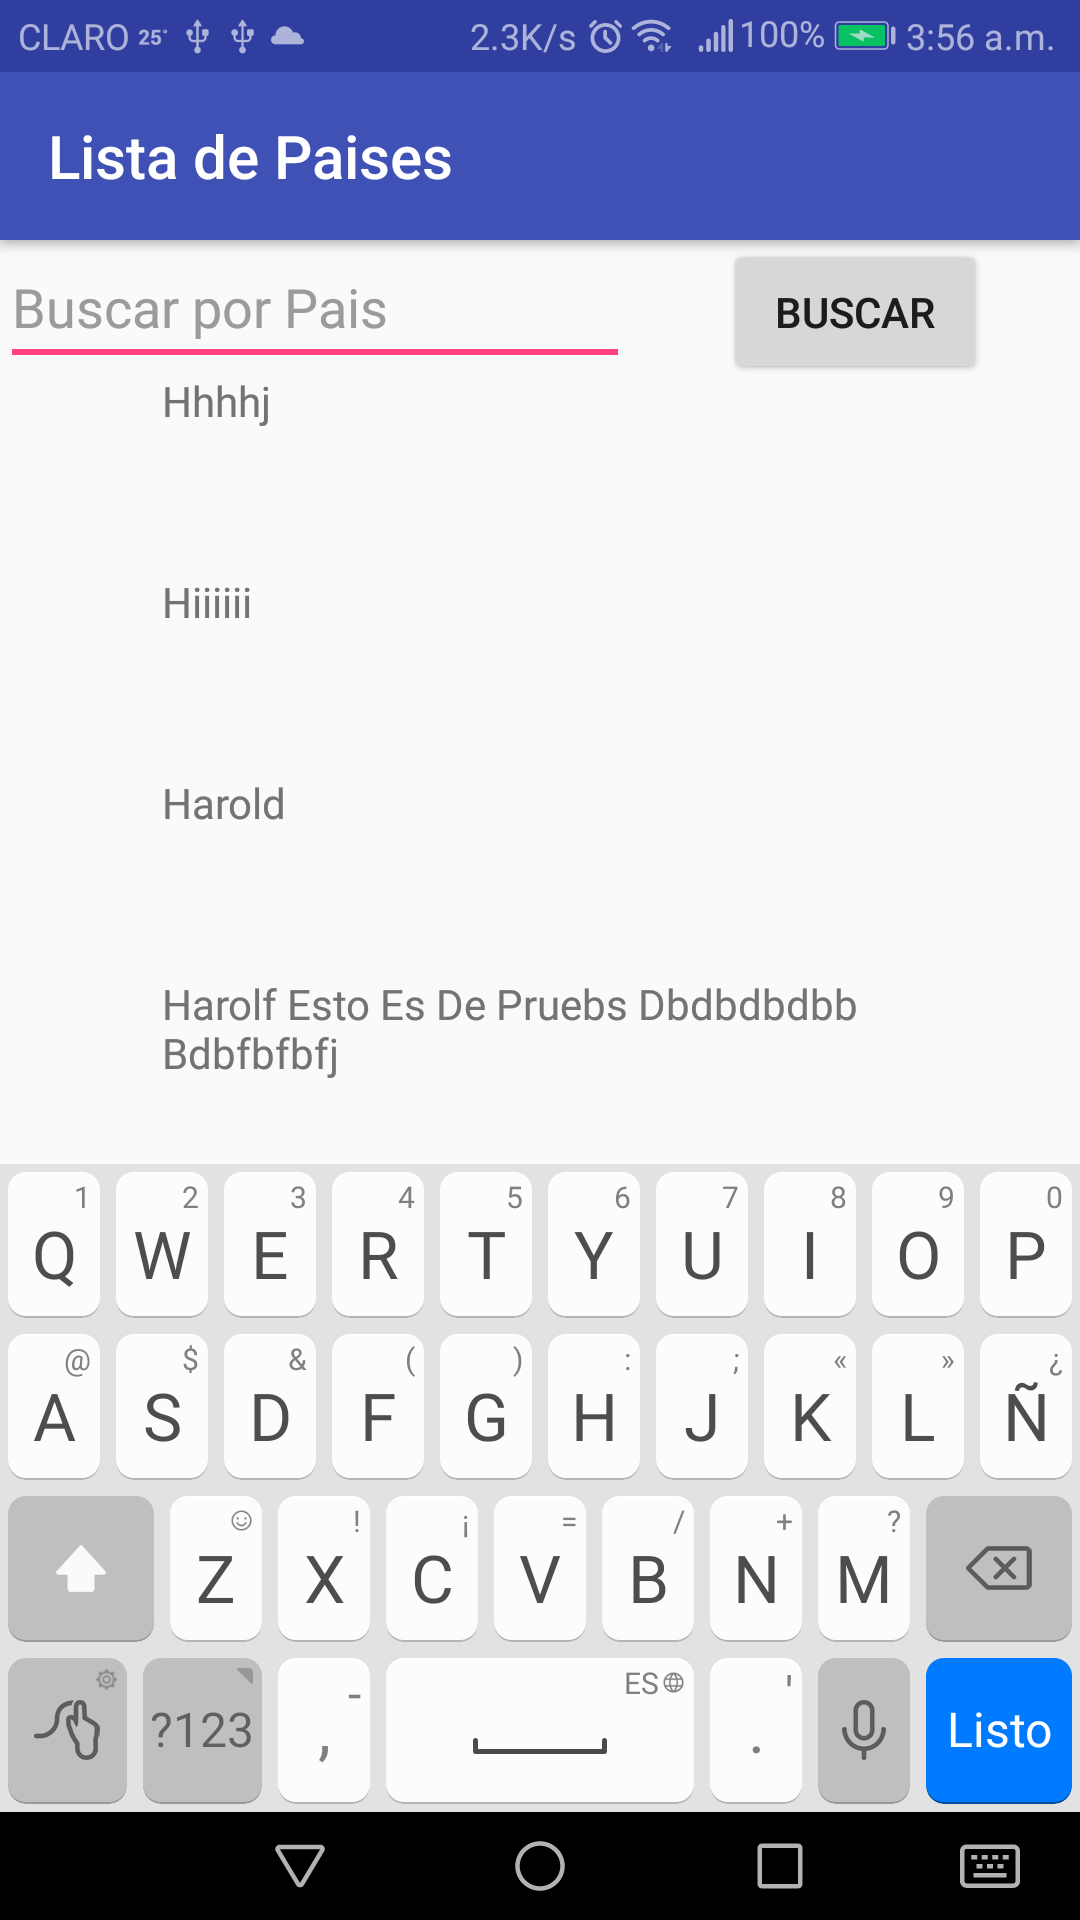 CLARO 25° 2.3K/s 100% 3:56 a.m.
Lista de Paises
Buscar por Pais
BUSCAR
Hhhhj
Hiiiiii
Harold
Harolf Esto Es De Pruebs Dbdbdbdbb
Bdbfbfbfj
1 2 3 4 5 6 7 8 9 0
Q W E R T Y U I O P
@ $ & ( ) : ; « » ¿
A S D F G H J K L Ñ
! ¡ = / + ?
Z X C V B N M
- ES '
?123 , . Listo